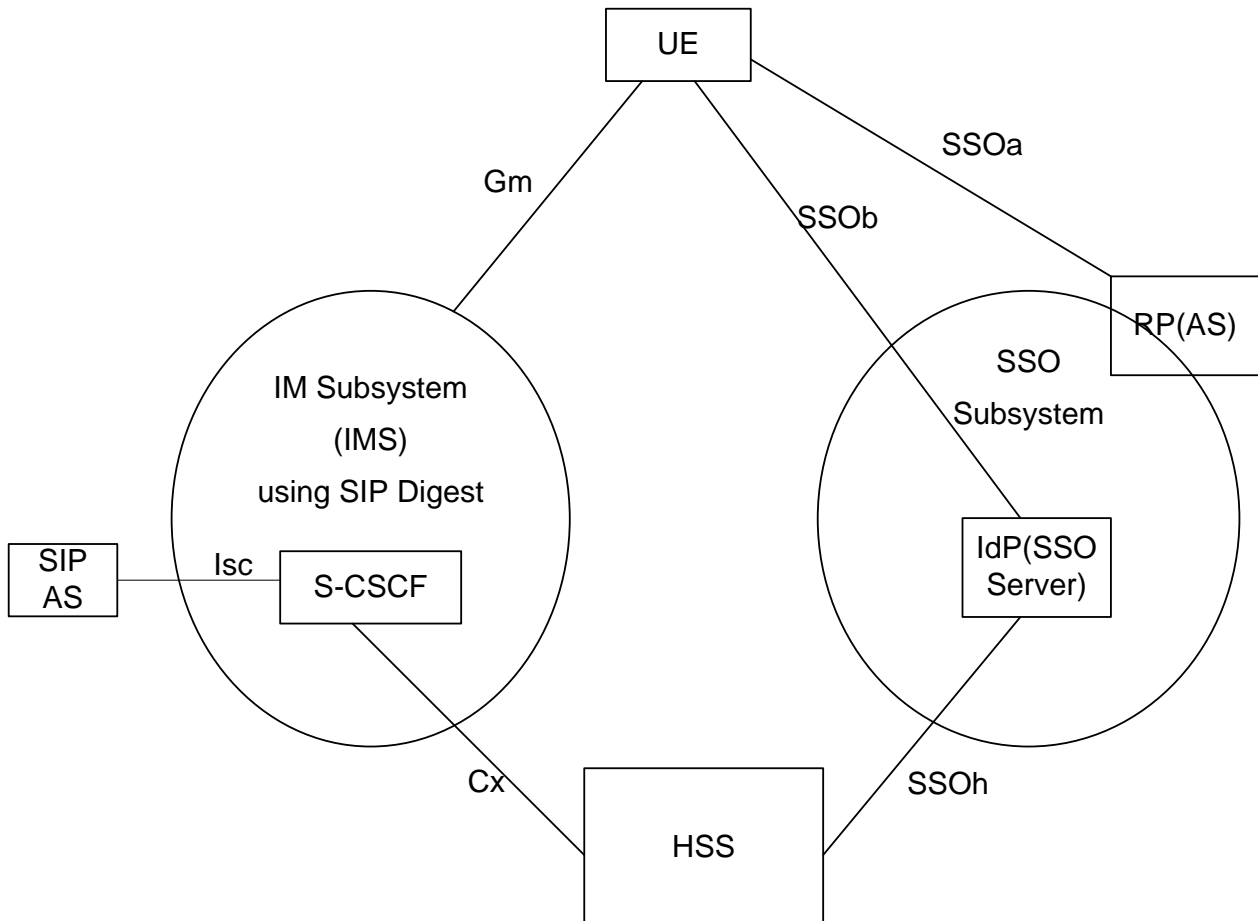 UE
SSOa
Gm
SSOb
RP(AS)
IM Subsystem
(IMS)
using SIP Digest
SSO
Subsystem
SIP
AS
Isc
S-CSCF
IdP(SSO
Server)
Cx
SSOh
HSS